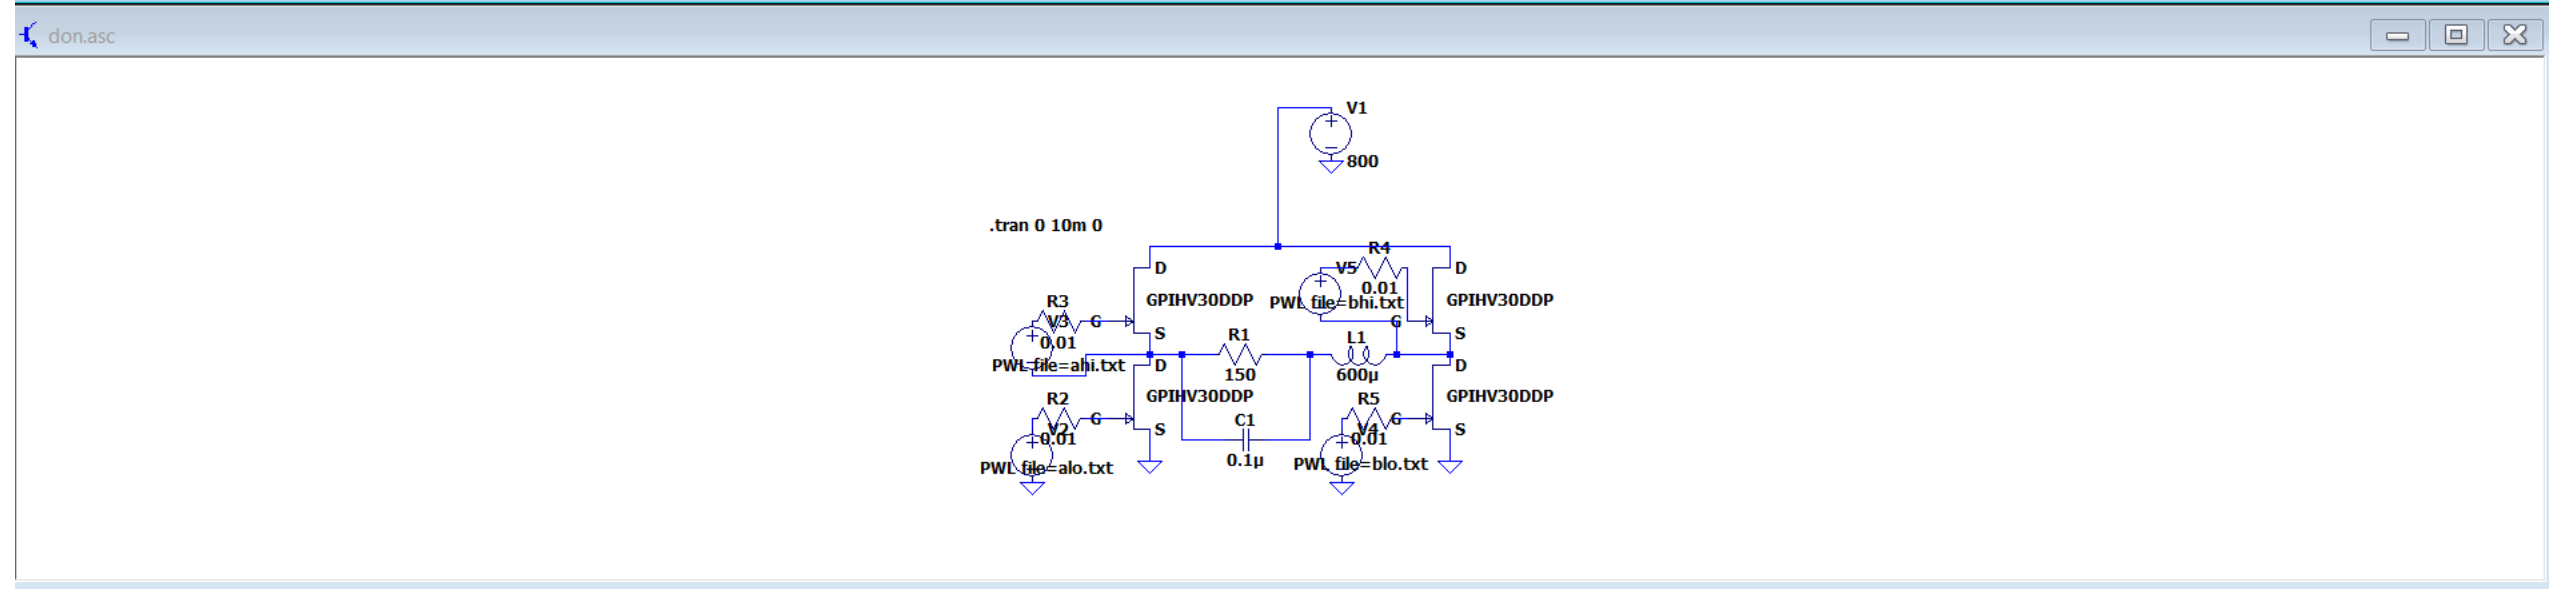 don.asc
V1
800
.tran 0 10m 0
R4
D
V5
D
0.01
R3
GPIHV30DDP
PWL file=bhi.txt
GPIHV30DDP
V3
G
G
0.01
S
R1
L1
S
PWL file=ahi.txt
D
150
600µ
D
R2
GPIHV30DDP
R5
GPIHV30DDP
G
C1
G
V2
0.01
S
V4
0.01
S
PWL file=alo.txt
0.1µ
PWL file=blo.txt